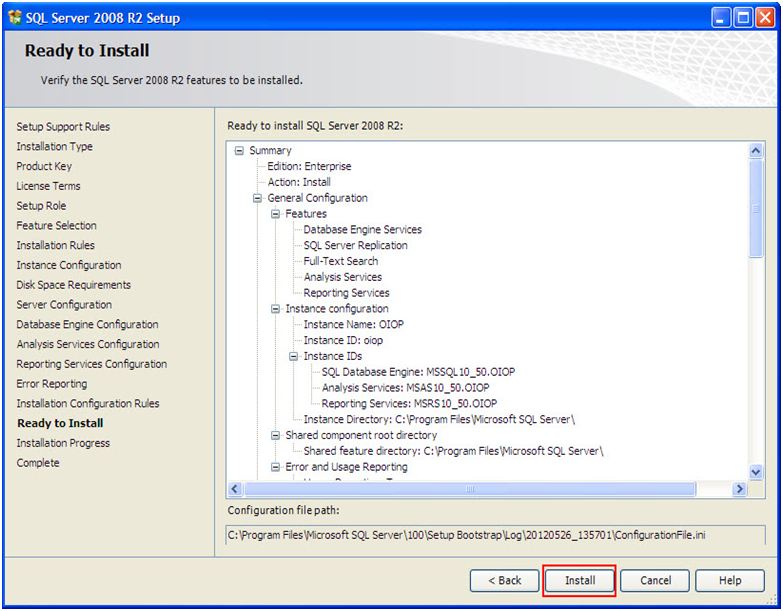 SQL Server 2008 R2 Setup
Ready to Install
Verify the SQL Server 2008 R2 features to be installed.
Setup Support Rules
Installation Type
Product Key
License Terms
Setup Role
Feature Selection
Installation Rules
Instance Configuration
Disk Space Requirements
Server Configuration
Database Engine Configuration
Analysis Services Configuration
Reporting Services Configuration
Error Reporting
Installation Configuration Rules
Ready to Install
Installation Progress
Complete
Ready to install SQL Server 2008 R2:
Summary
Edition: Enterprise
Action: Install
General Configuration
Features
Database Engine Services
SQL Server Replication
Full-Text Search
Analysis Services
Reporting Services
Instance configuration
Instance Name: OIOP
Instance ID: oiop
Instance IDs
SQL Database Engine: MSSQL10_50.OIOP
Analysis Services: MSAS10_50.OIOP
Reporting Services: MSRS10_50.OIOP
Instance Directory: C:\Program Files\Microsoft SQL Server\
Shared component root directory
Shared feature directory: C:\Program Files\Microsoft SQL Server\
Error and Usage Reporting
Configuration file path:
C:\Program Files\Microsoft SQL Server\100\Setup Bootstrap\Log\20120526_135701\ConfigurationFile.ini
< Back
Install
Cancel
Help